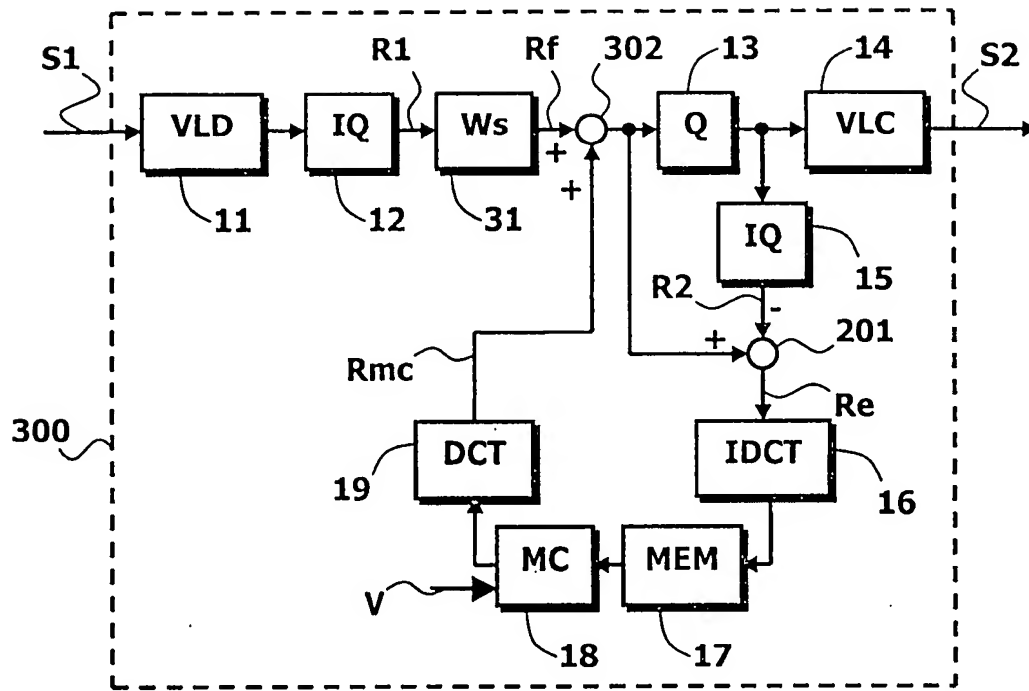 S1
R1
Rf
302
13
14
S2
VLD
IQ
Ws
Q
VLC
+
+
11
12
31
IQ
15
R2
-
+
201
Rmc
Re
300
DCT
IDCT
19
16
MC
MEM
V
18
17